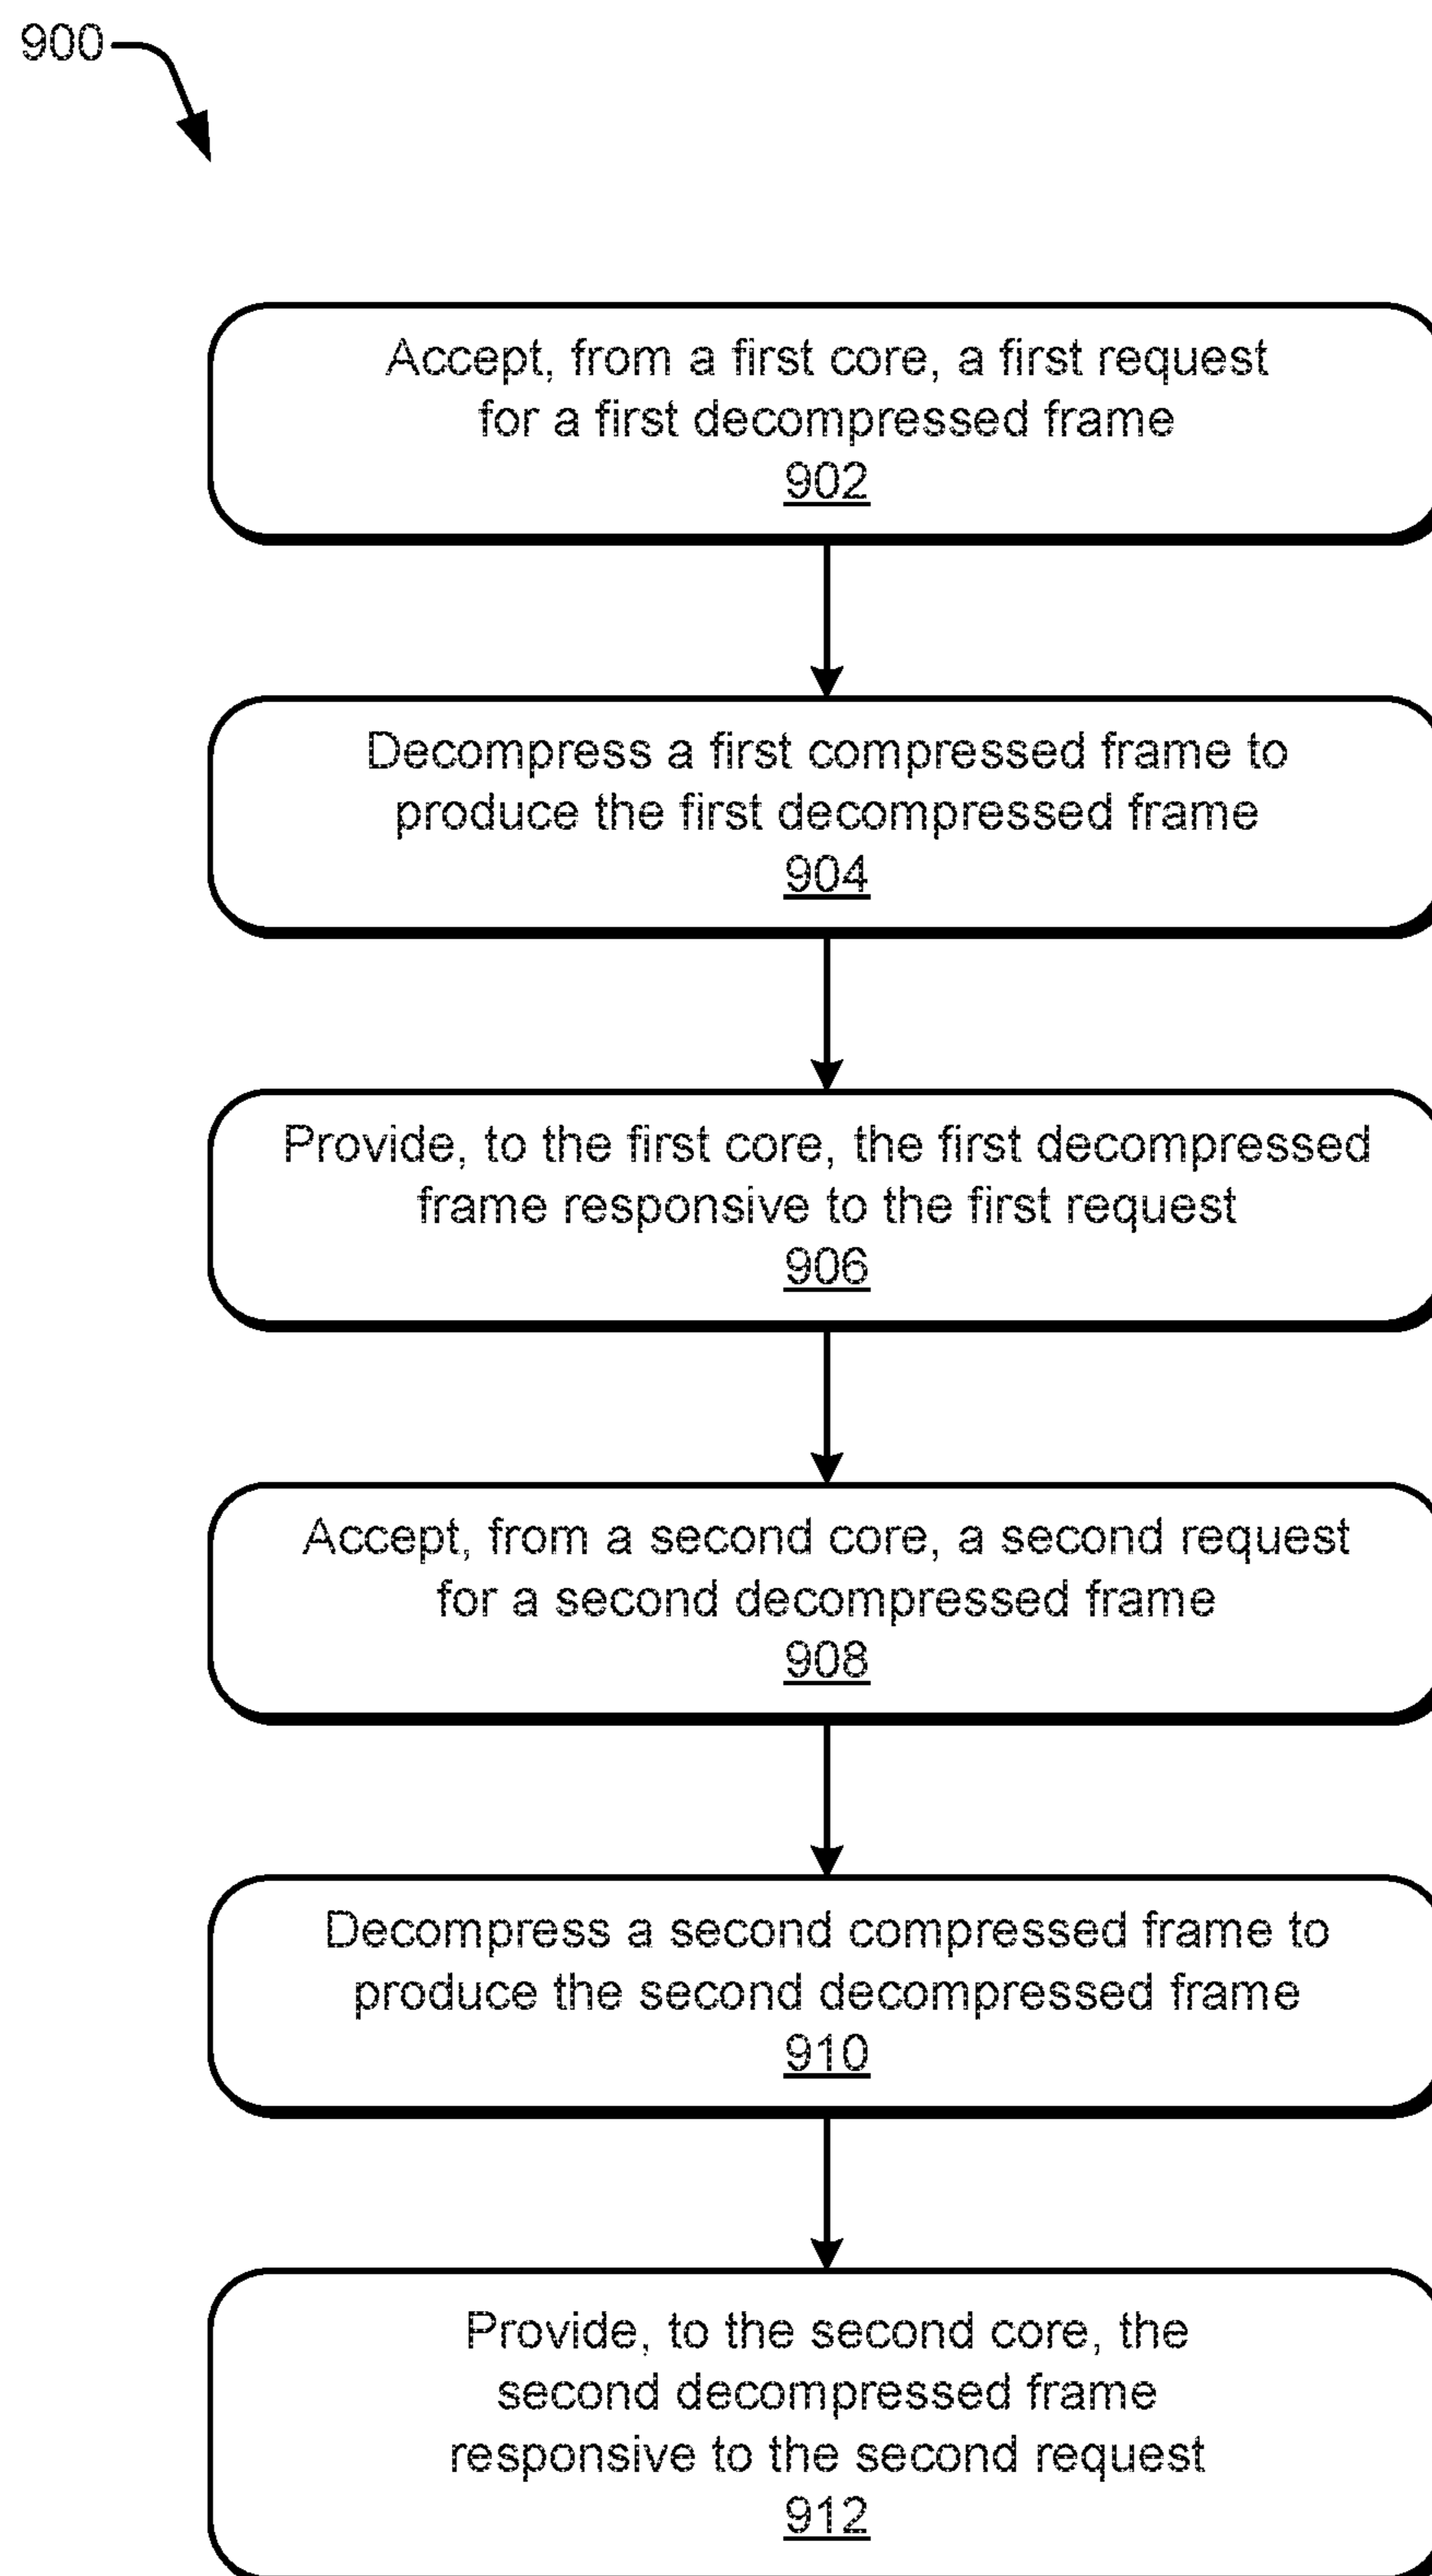 900
Accept, from a first core, a first request
for a first decompressed frame
902
Decompress a first compressed frame to
produce the first decompressed frame
904
Provide, to the first core, the first decompressed
frame responsive to the first request
906
Accept, from a second core, a second request
for a second decompressed frame
908
Decompress a second compressed frame to
produce the second decompressed frame
910
Provide, to the second core, the
second decompressed frame
responsive to the second request
912